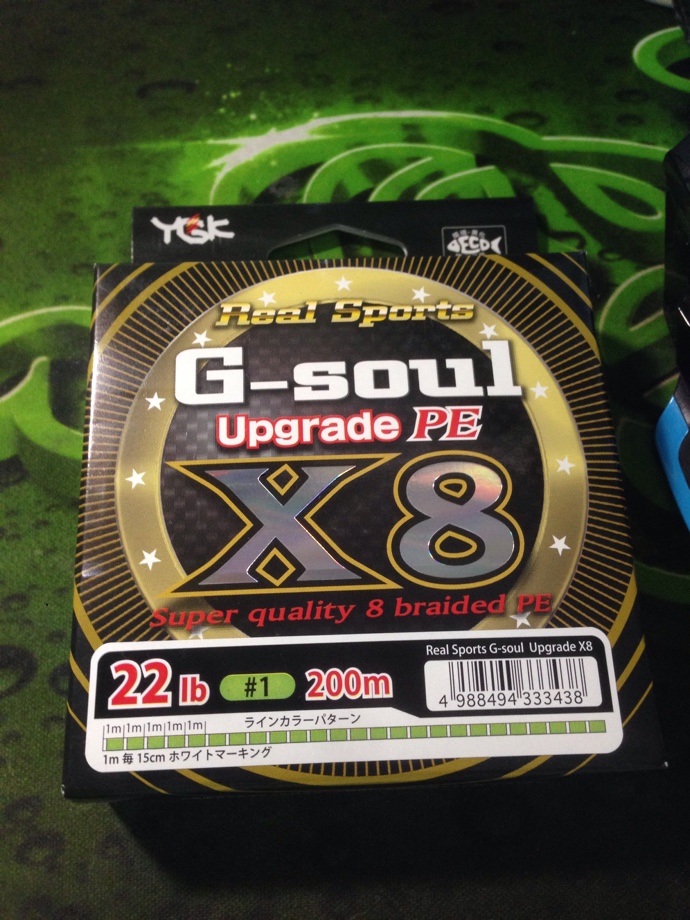 YGK
ECO
Real Sports
G-soul
Upgrade PE
X8
Super quality 8 braided PE
Real Sports G-soul Upgrade X8
22 lb #1 200m
4 988494 333438
ラインカラーパターン
1m 1m 1m 1m 1m
1m 毎 15cm ホワイトマーキング